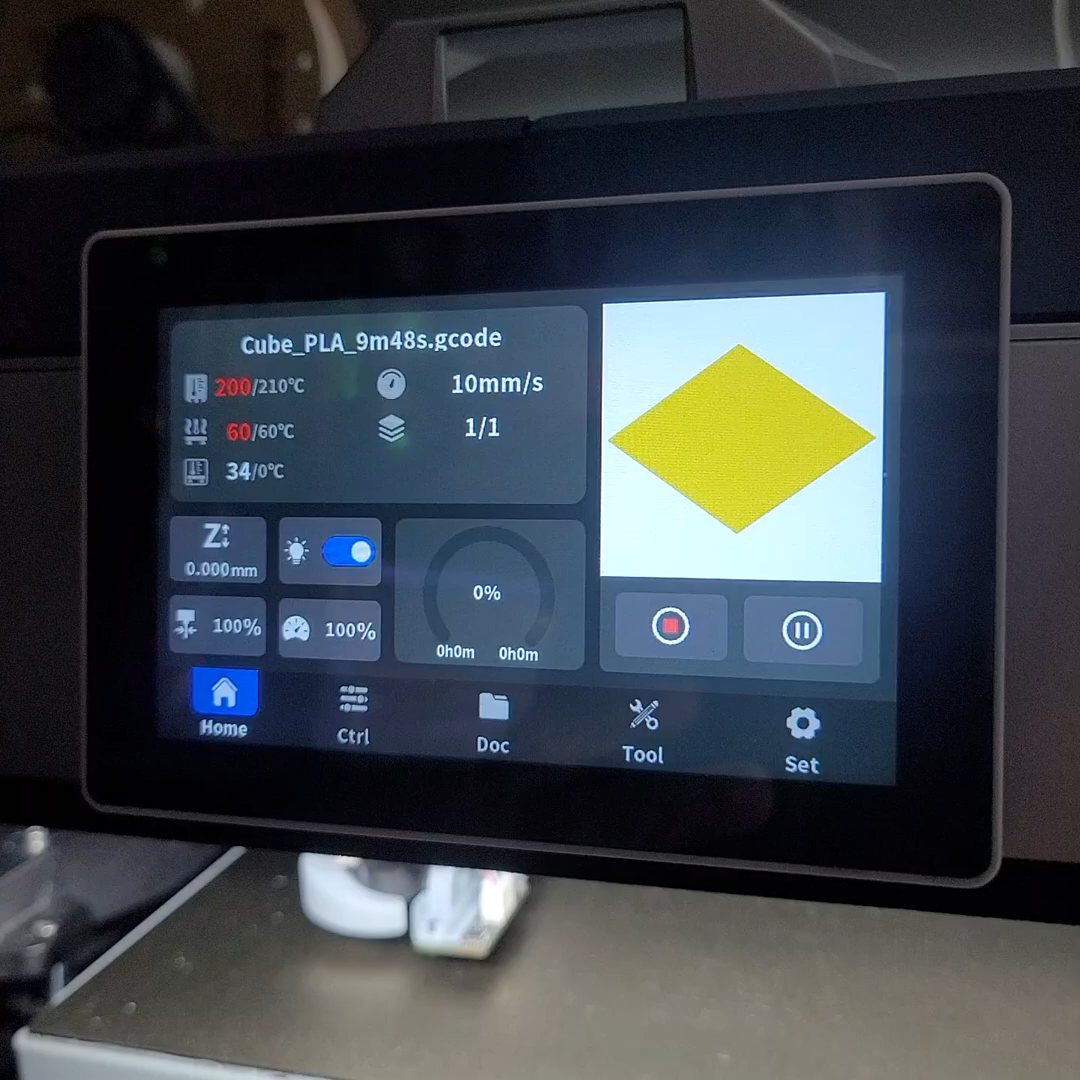 Cube_PLA_9m48s.gcode
200/210℃
10mm/s
60/60℃
1/1
34/0℃
Z
0.000mm
100%
100%
0%
0h0m 0h0m
Home
Ctrl
Doc
Tool
Set